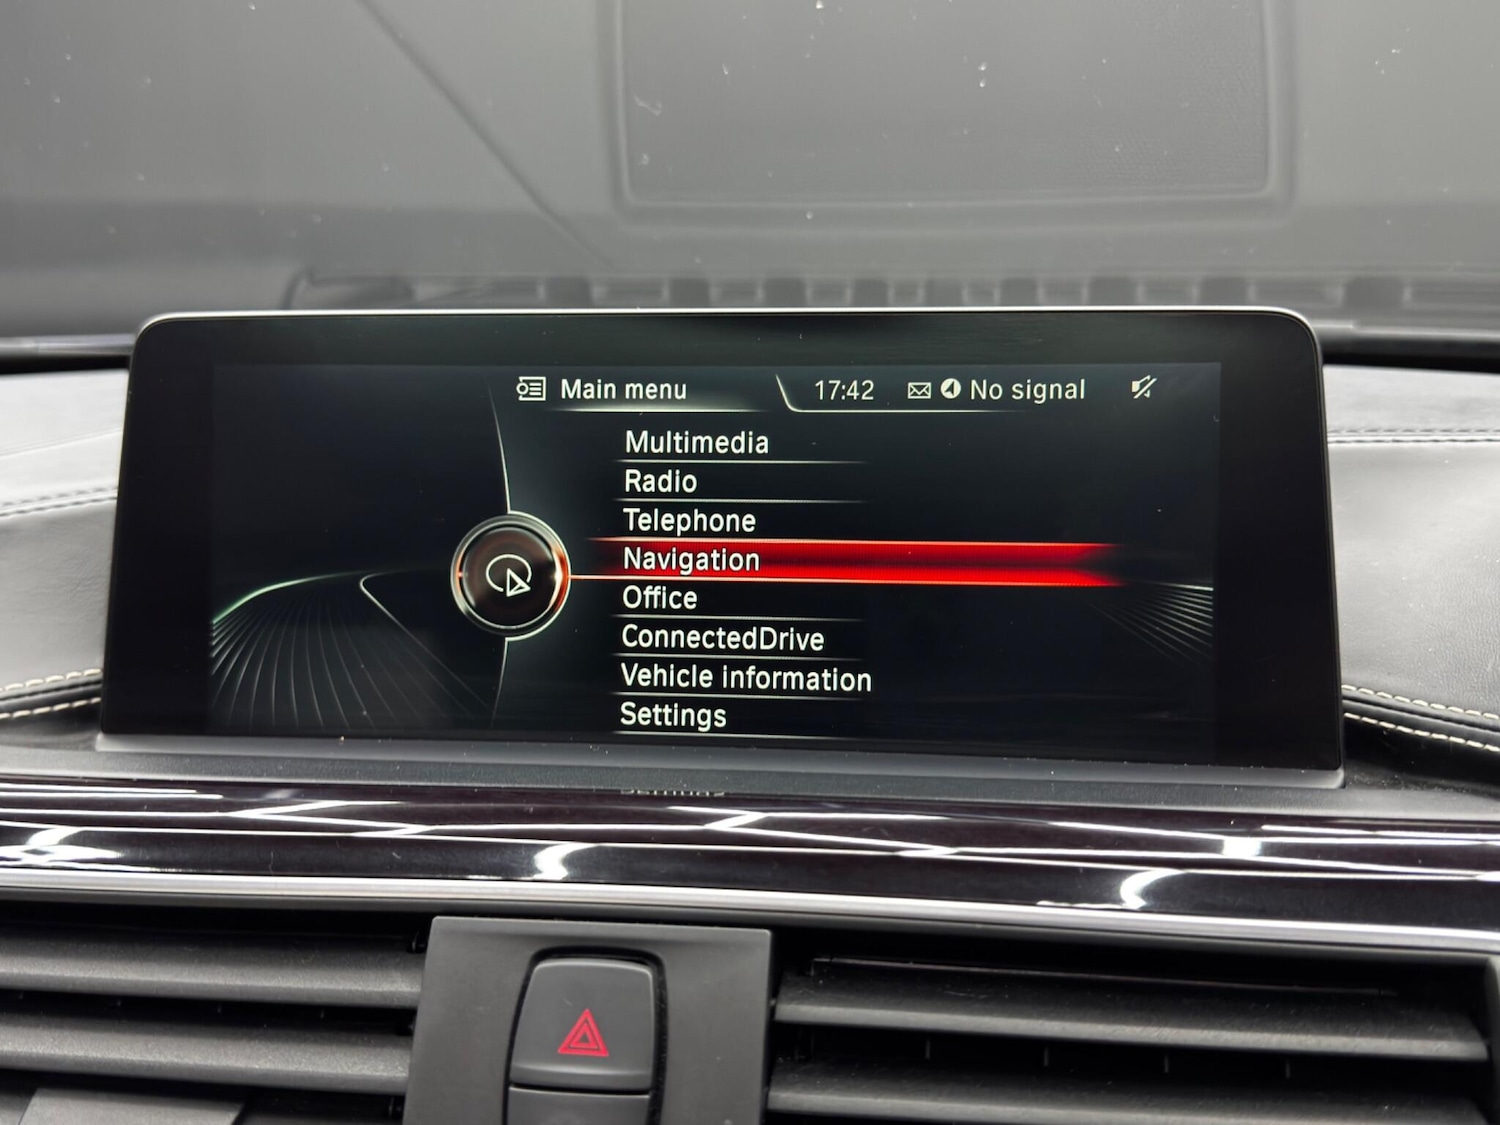 Main menu 17:42 No signal
Multimedia
Radio
Telephone
Navigation
Office
ConnectedDrive
Vehicle information
Settings